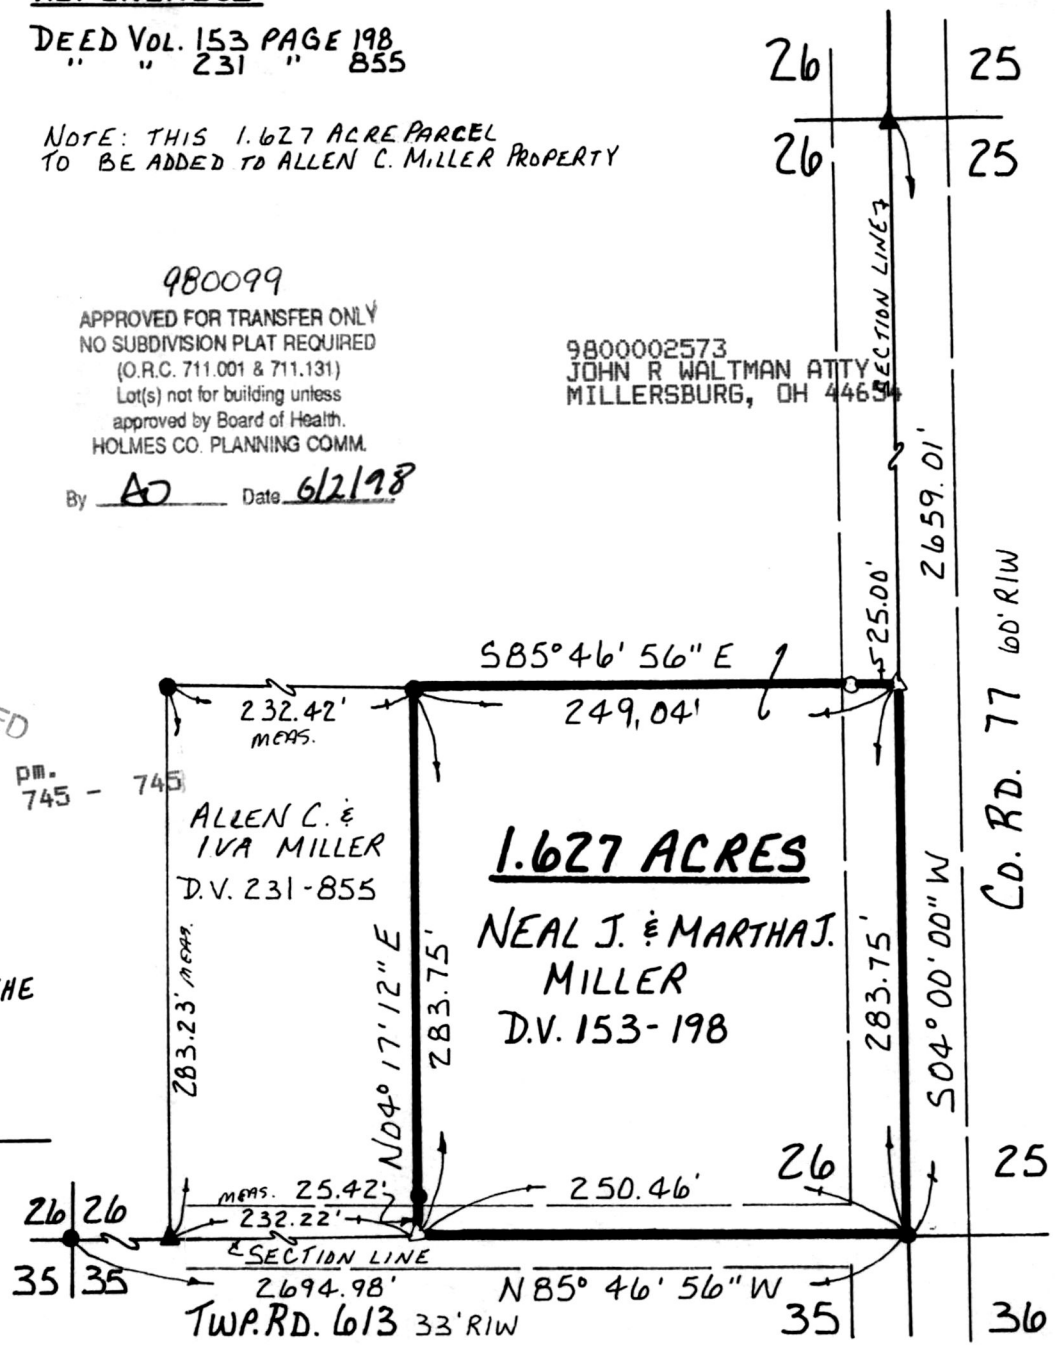 DEED VOL. 153 PAGE 198
" " 231 " 855
NOTE: THIS 1.627 ACRE PARCEL
TO BE ADDED TO ALLEN C. MILLER PROPERTY
26 25
26 25
SECTION LINE
980099
APPROVED FOR TRANSFER ONLY
NO SUBDIVISION PLAT REQUIRED
(O.R.C. 711.001 & 711.131)
Lot(s) not for building unless
approved by Board of Health.
HOLMES CO. PLANNING COMM.
By AD Date 6/2/98
9800002573
JOHN R WALTMAN ATTY
MILLERSBURG, OH 44654
2659.01'
25.00'
CO. RD. 77 60' R/W
S85°46'56"E
249.04'
232.42'
MEAS.
pm.
745 - 745
ALLEN C. &
IVA MILLER
D.V. 231-855
1.627 ACRES
NEAL J. & MARTHA J.
MILLER
D.V. 153-198
283.23' MEAS.
N04°17'12"E
283.75'
283.75'
S04°00'00"W
HE
26 25
MEAS. 25.42'
250.46'
232.22'
26 26
35 35
SECTION LINE
2694.98'
N85°46'56"W
TWP. RD. 613 33' R/W
35 36